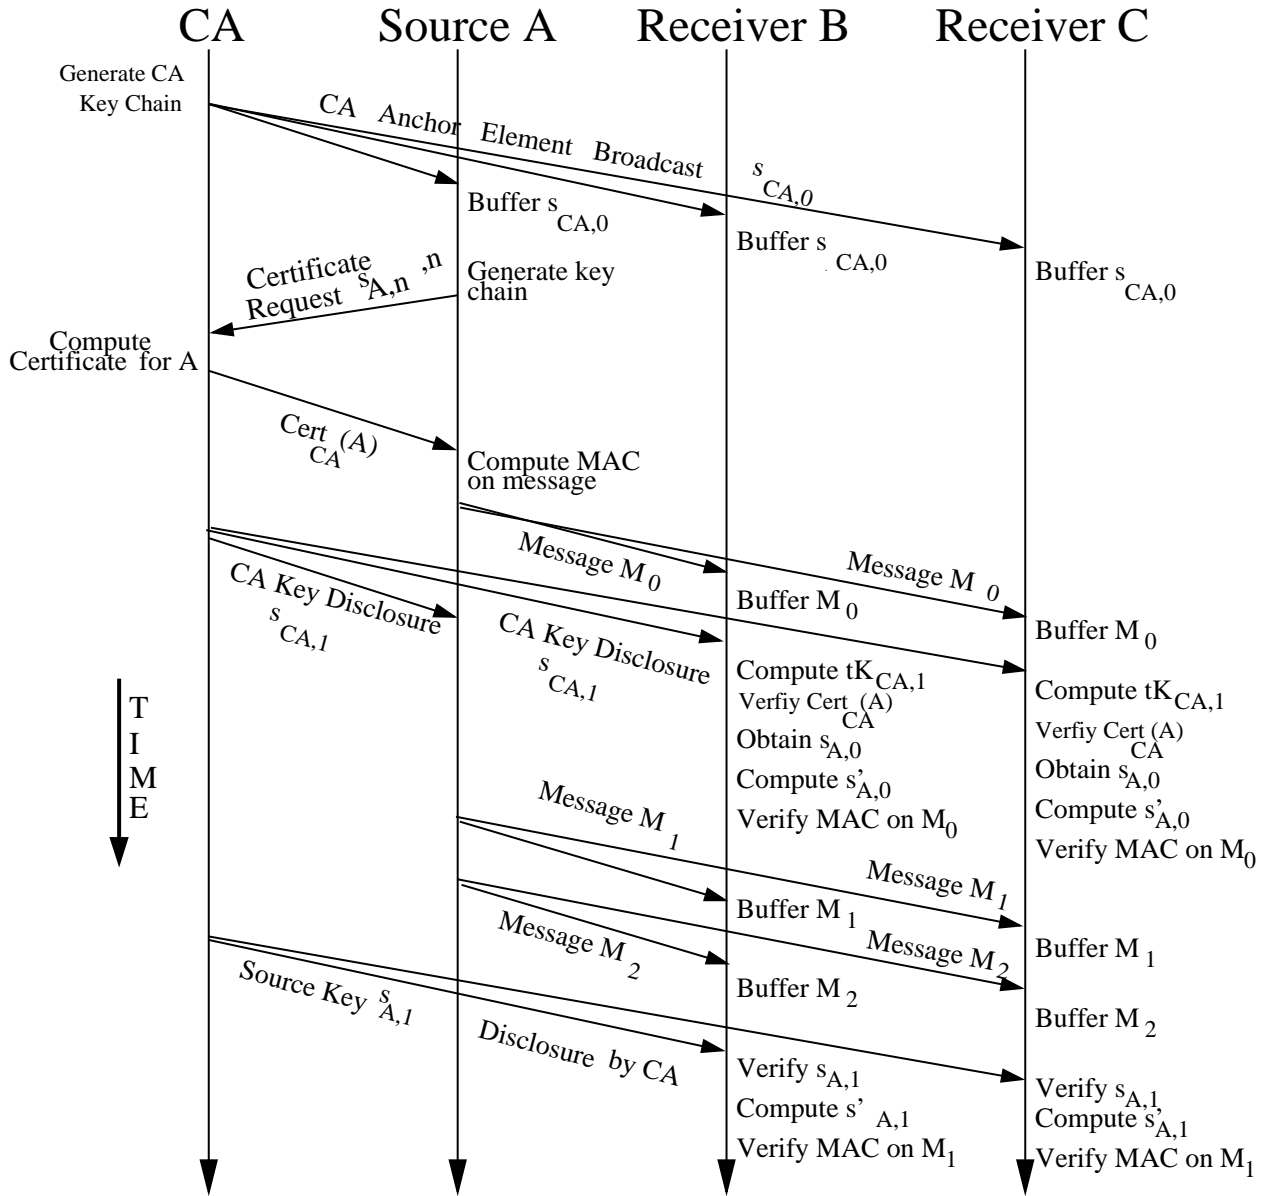 CA
Source A
Receiver B
Receiver C
Generate CA
Key Chain
CA Anchor Element Broadcast s CA,0
Buffer s CA,0
Buffer s CA,0
Buffer s CA,0
Certificate
Request s A,n ,n
Generate key
chain
Compute
Certificate for A
Cert CA (A)
Compute MAC
on message
Message M 0
Message M 0
Buffer M 0
Buffer M 0
CA Key Disclosure
s CA,1
CA Key Disclosure
s CA,1
Compute tK CA,1
Verfiy Cert CA (A)
Obtain s A,0
Compute s' A,0
Verify MAC on M 0
Compute tK CA,1
Verfiy Cert CA (A)
Obtain s A,0
Compute s' A,0
Verify MAC on M 0
T
I
M
E
Message M 1
Message M 1
Buffer M 1
Buffer M 1
Message M 2
Message M 2
Buffer M 2
Buffer M 2
Source Key s A,1
Disclosure by CA
Verify s A,1
Compute s' A,1
Verify MAC on M 1
Verify s A,1
Compute s' A,1
Verify MAC on M 1